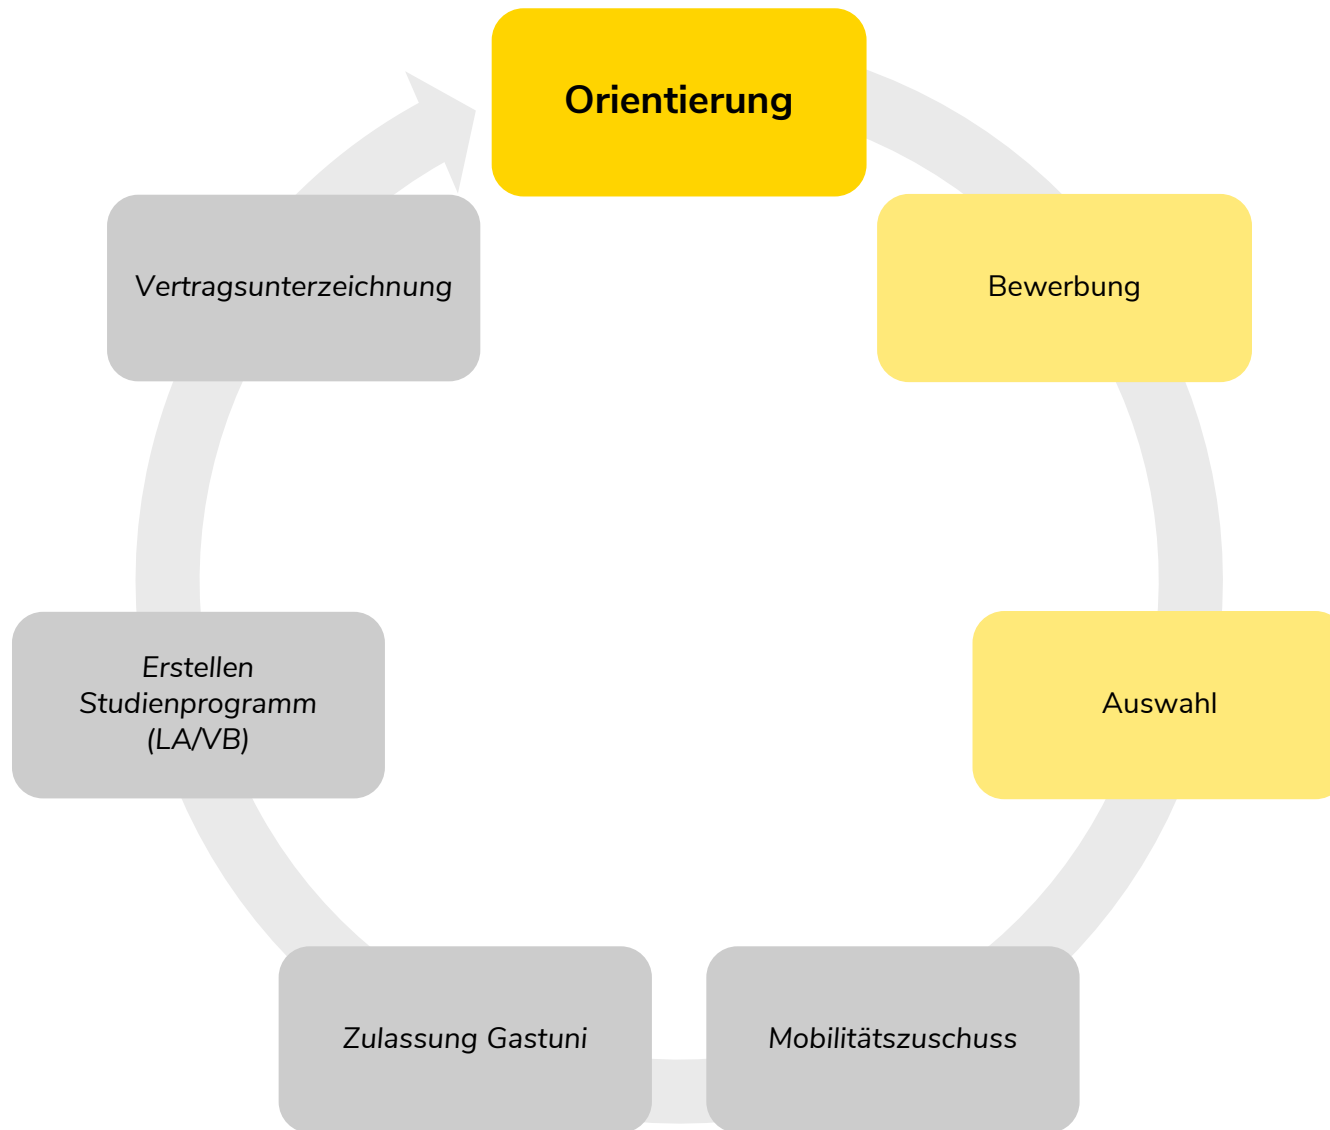 Orientierung
Bewerbung
Auswahl
Mobilitätszuschuss
Zulassung Gastuni
Erstellen
Studienprogramm
(LA/VB)
Vertragsunterzeichnung